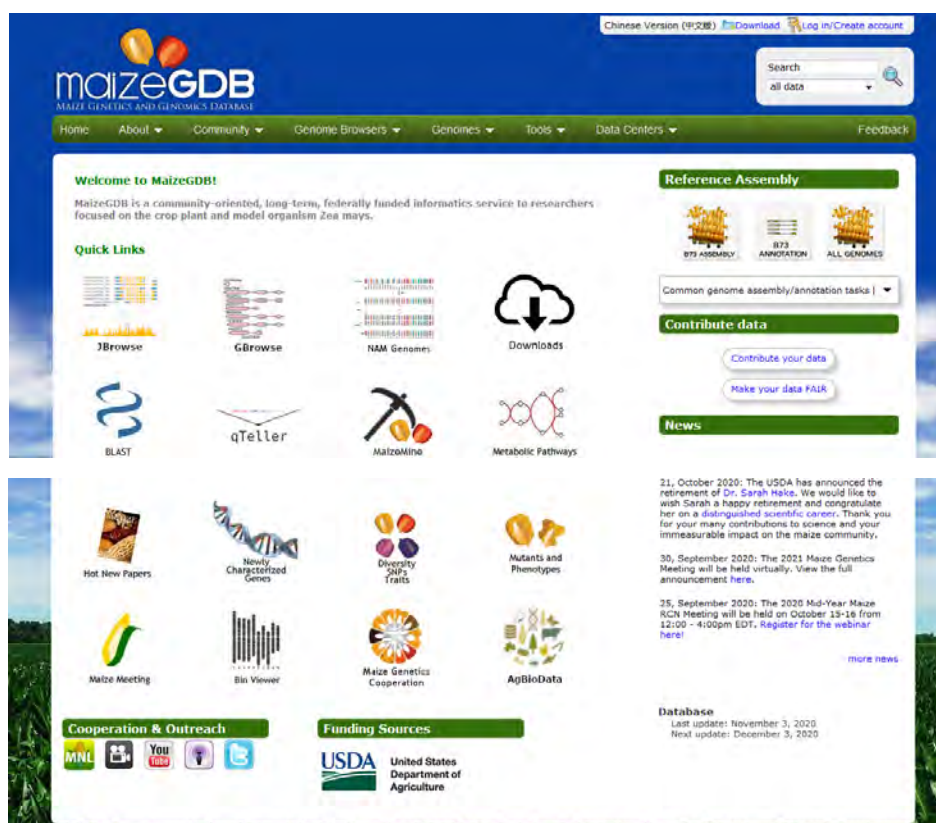 Chinese Version (中文版) Download Log in/Create account
maizeGDB
MAIZE GENETICS AND GENOMICS DATABASE
Search
all data
Home About Community Genome Browsers Genomes Tools Data Centers Feedback
Welcome to MaizeGDB!
MaizeGDB is a community-oriented, long-term, federally funded informatics service to researchers
focused on the crop plant and model organism Zea mays.
Quick Links
JBrowse
GBrowse
NAM Genomes
Downloads
BLAST
qTeller
MaizeMine
Metabolic Pathways
Hot New Papers
Newly
Characterized
Genes
Diversity
SNPs
Traits
Mutants and
Phenotypes
Maize Meeting
Bin Viewer
Maize Genetics
Cooperation
AgBioData
Cooperation & Outreach
MNL
You
Tube
Funding Sources
USDA
United States
Department of
Agriculture
Reference Assembly
B73 ASSEMBLY
B73
ANNOTATION
ALL GENOMES
Common genome assembly/annotation tasks |
Contribute data
Contribute your data
Make your data FAIR
News
21, October 2020: The USDA has announced the
retirement of Dr. Sarah Hake. We would like to
wish Sarah a happy retirement and congratulate
her on a distinguished scientific career. Thank you
for your many contributions to science and your
immeasurable impact on the maize community.
30, September 2020: The 2021 Maize Genetics
Meeting will be held virtually. View the full
announcement here.
25, September 2020: The 2020 Mid-Year Maize
RCN Meeting will be held on October 15-16 from
12:00 - 4:00pm EDT. Register for the webinar
here!
more news
Database
Last update: November 3, 2020
Next update: December 3, 2020